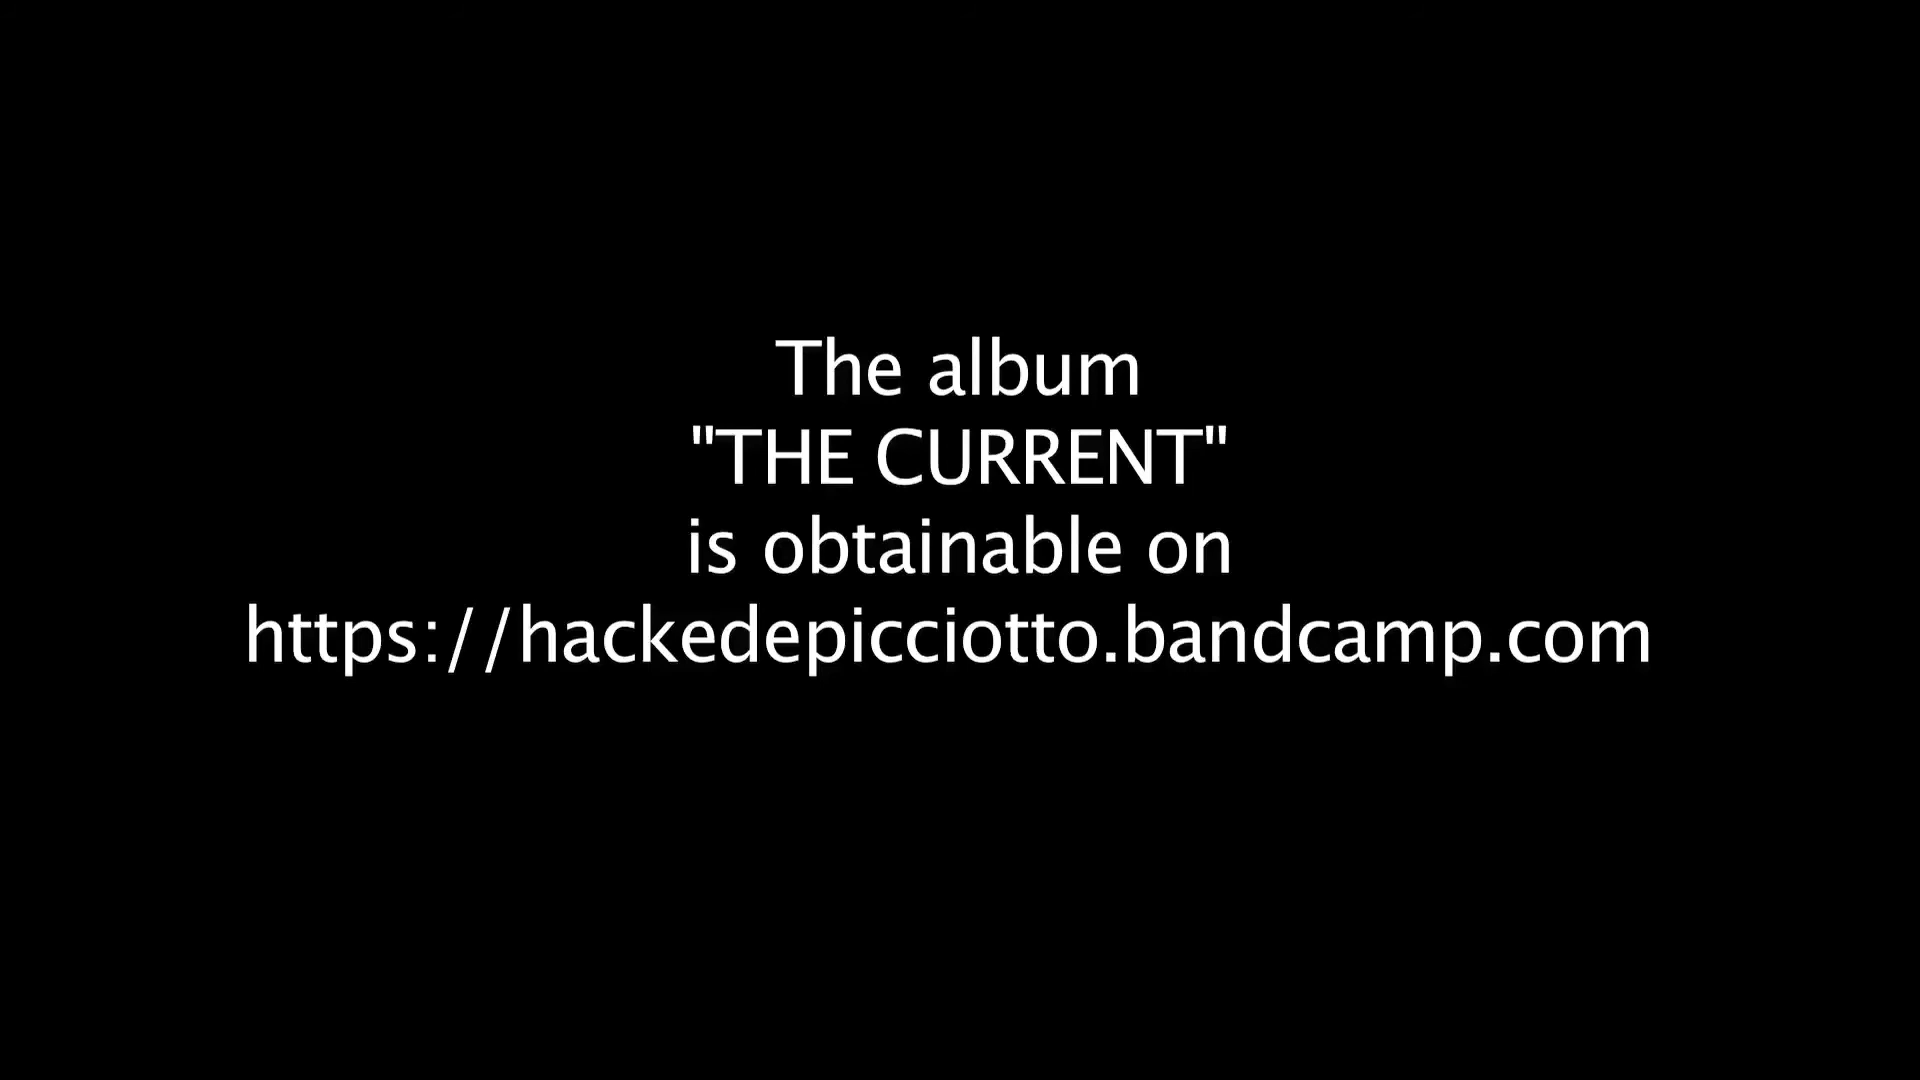 The album
"THE CURRENT"
is obtainable on
https://hackedepicciotto.bandcamp.com